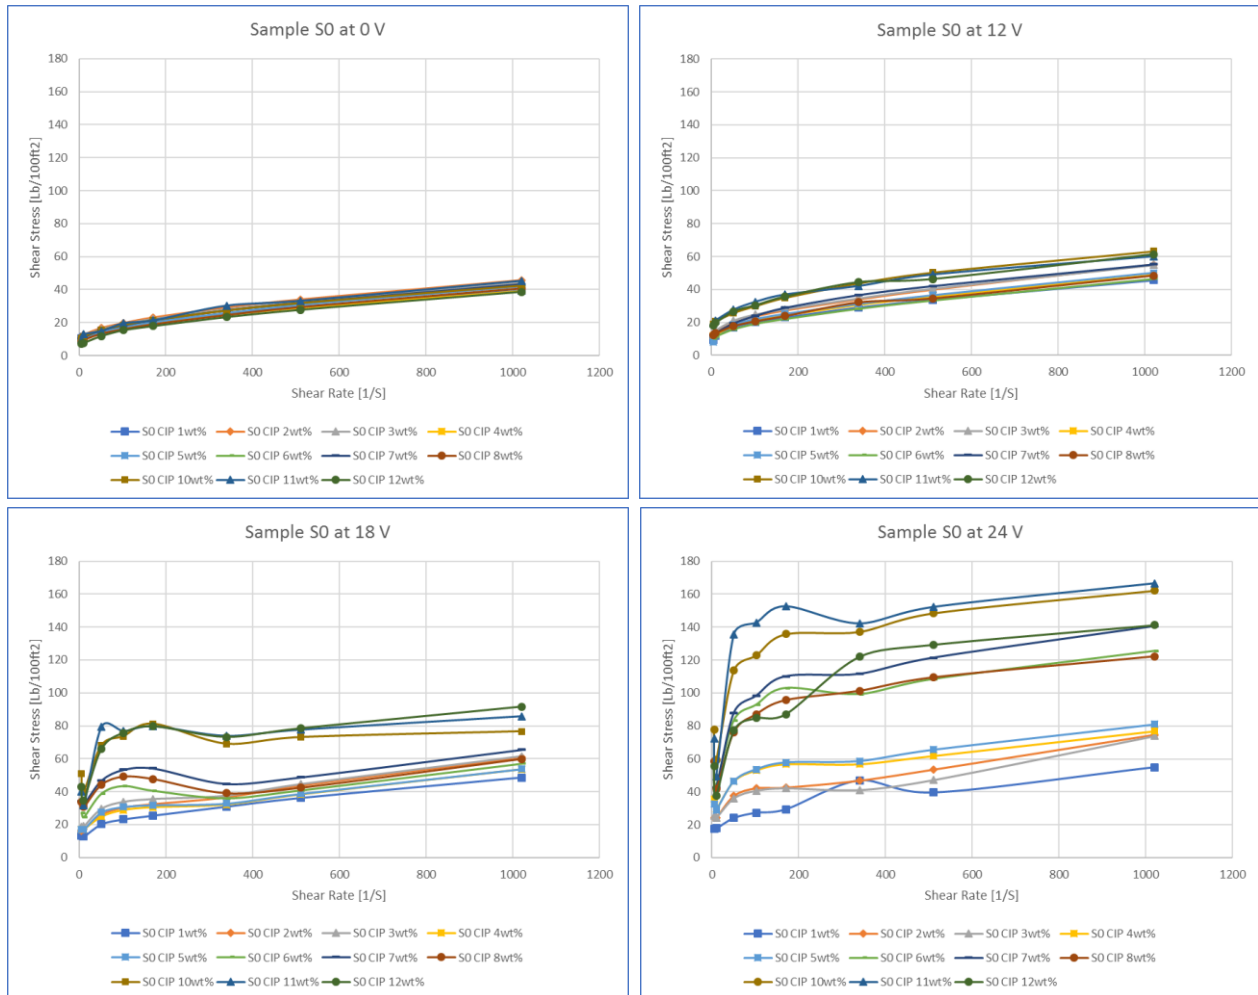 Sample S0 at 0 V
180
160
140
120
100
80
60
40
20
0
Shear Stress [Lb/100ft2]
0 200 400 600 800 1000 1200
Shear Rate [1/S]
S0 CIP 1wt% S0 CIP 2wt% S0 CIP 3wt% S0 CIP 4wt%
S0 CIP 5wt% S0 CIP 6wt% S0 CIP 7wt% S0 CIP 8wt%
S0 CIP 10wt% S0 CIP 11wt% S0 CIP 12wt%
Sample S0 at 12 V
180
160
140
120
100
80
60
40
20
0
Shear Stress [Lb/100ft2]
0 200 400 600 800 1000 1200
Shear Rate [1/S]
S0 CIP 1wt% S0 CIP 2wt% S0 CIP 3wt% S0 CIP 4wt%
S0 CIP 5wt% S0 CIP 6wt% S0 CIP 7wt% S0 CIP 8wt%
S0 CIP 10wt% S0 CIP 11wt% S0 CIP 12wt%
Sample S0 at 18 V
180
160
140
120
100
80
60
40
20
0
Shear Stress [Lb/100ft2]
0 200 400 600 800 1000 1200
Shear Rate [1/S]
S0 CIP 1wt% S0 CIP 2wt% S0 CIP 3wt% S0 CIP 4wt%
S0 CIP 5wt% S0 CIP 6wt% S0 CIP 7wt% S0 CIP 8wt%
S0 CIP 10wt% S0 CIP 11wt% S0 CIP 12wt%
Sample S0 at 24 V
180
160
140
120
100
80
60
40
20
0
Shear Stress [Lb/100ft2]
0 200 400 600 800 1000 1200
Shear Rate [1/S]
S0 CIP 1wt% S0 CIP 2wt% S0 CIP 3wt% S0 CIP 4wt%
S0 CIP 5wt% S0 CIP 6wt% S0 CIP 7wt% S0 CIP 8wt%
S0 CIP 10wt% S0 CIP 11wt% S0 CIP 12wt%